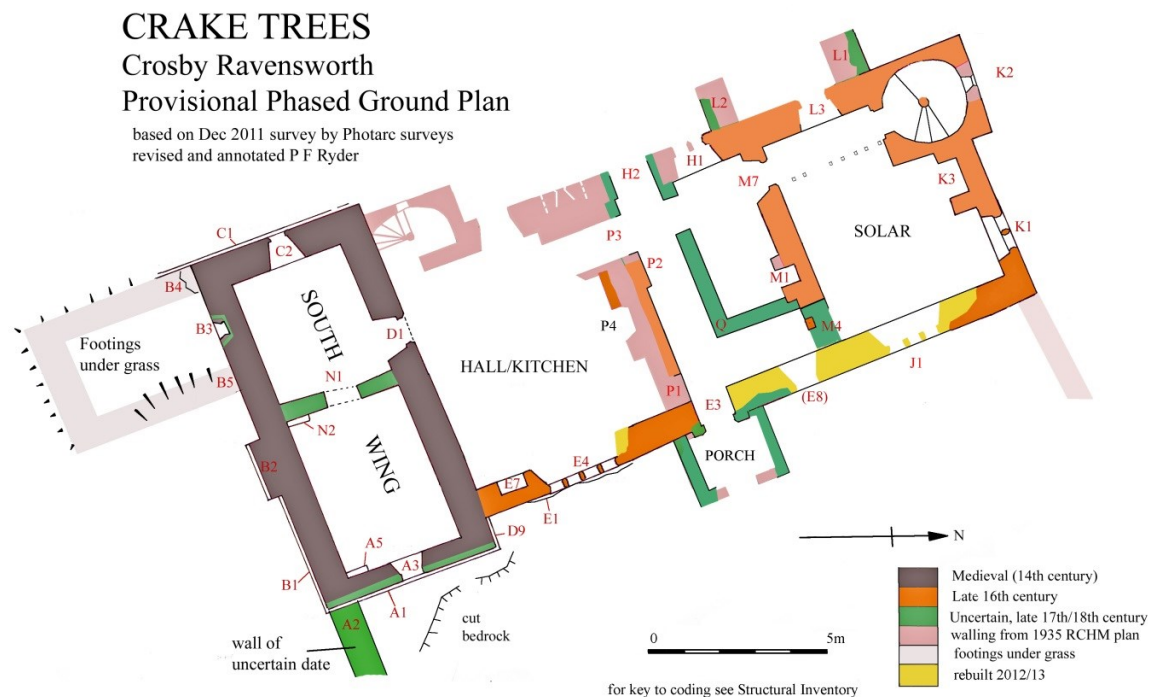 CRAKE TREES
Crosby Ravensworth
Provisional Phased Ground Plan
based on Dec 2011 survey by Photarc surveys
revised and annotated P F Ryder
L1
K2
L2
L3
H1
H2
M7
K3
C1
C2
P3
SOLAR
K1
B4
P2
M1
B3
SOUTH
D1
P4
Q
M4
Footings
under grass
HALL/KITCHEN
J1
B5
N1
P1
E3
(E8)
N2
WING
PORCH
B2
E4
E7
E1
N
D9
A5
A3
B1
A1
A2
cut
bedrock
wall of
uncertain date
0
5m
Medieval (14th century)
Late 16th century
Uncertain, late 17th/18th century
walling from 1935 RCHM plan
footings under grass
rebuilt 2012/13
for key to coding see Structural Inventory